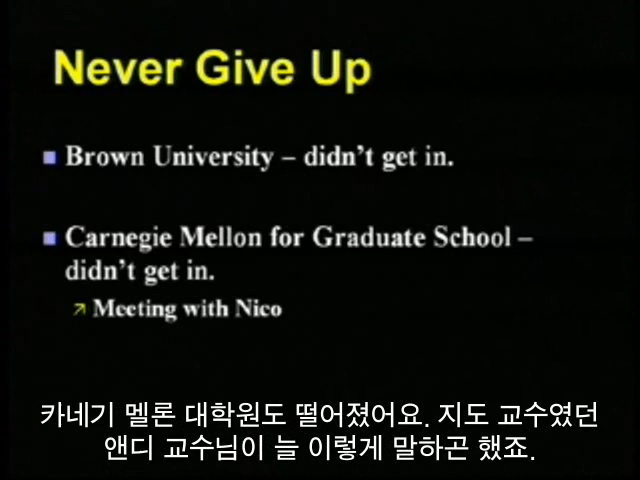 Never Give Up
Brown University – didn't get in.
Carnegie Mellon for Graduate School –
didn't get in.
Meeting with Nico
카네기 멜론 대학원도 떨어졌어요. 지도 교수였던
앤디 교수님이 늘 이렇게 말하곤 했죠.